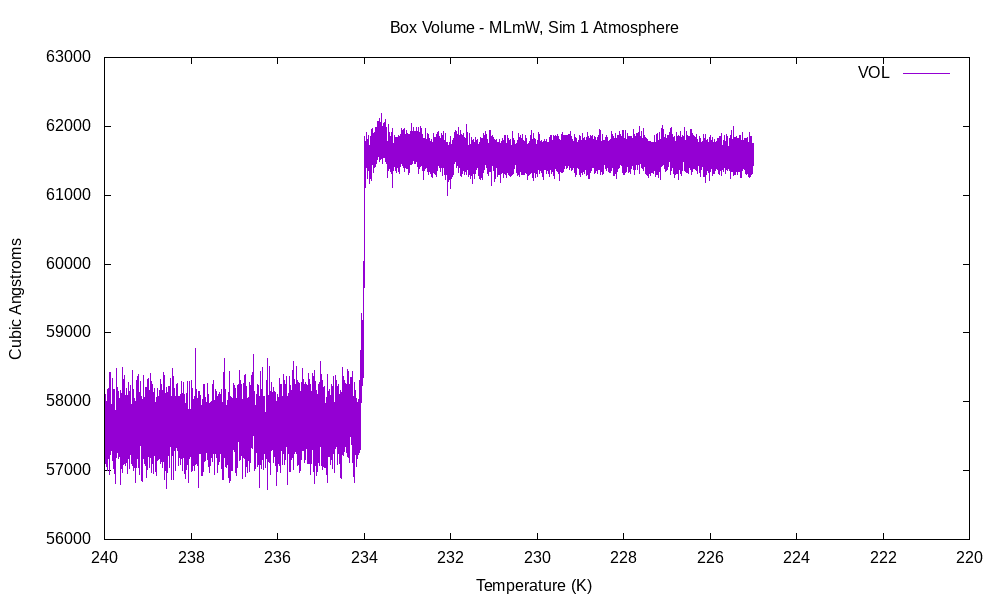 Box Volume - MLmW, Sim 1 Atmosphere
63000
VOL
62000
61000
60000
Cubic Angstroms
59000
58000
57000
56000
240 238 236 234 232 230 228 226 224 222 220
Temperature (K)